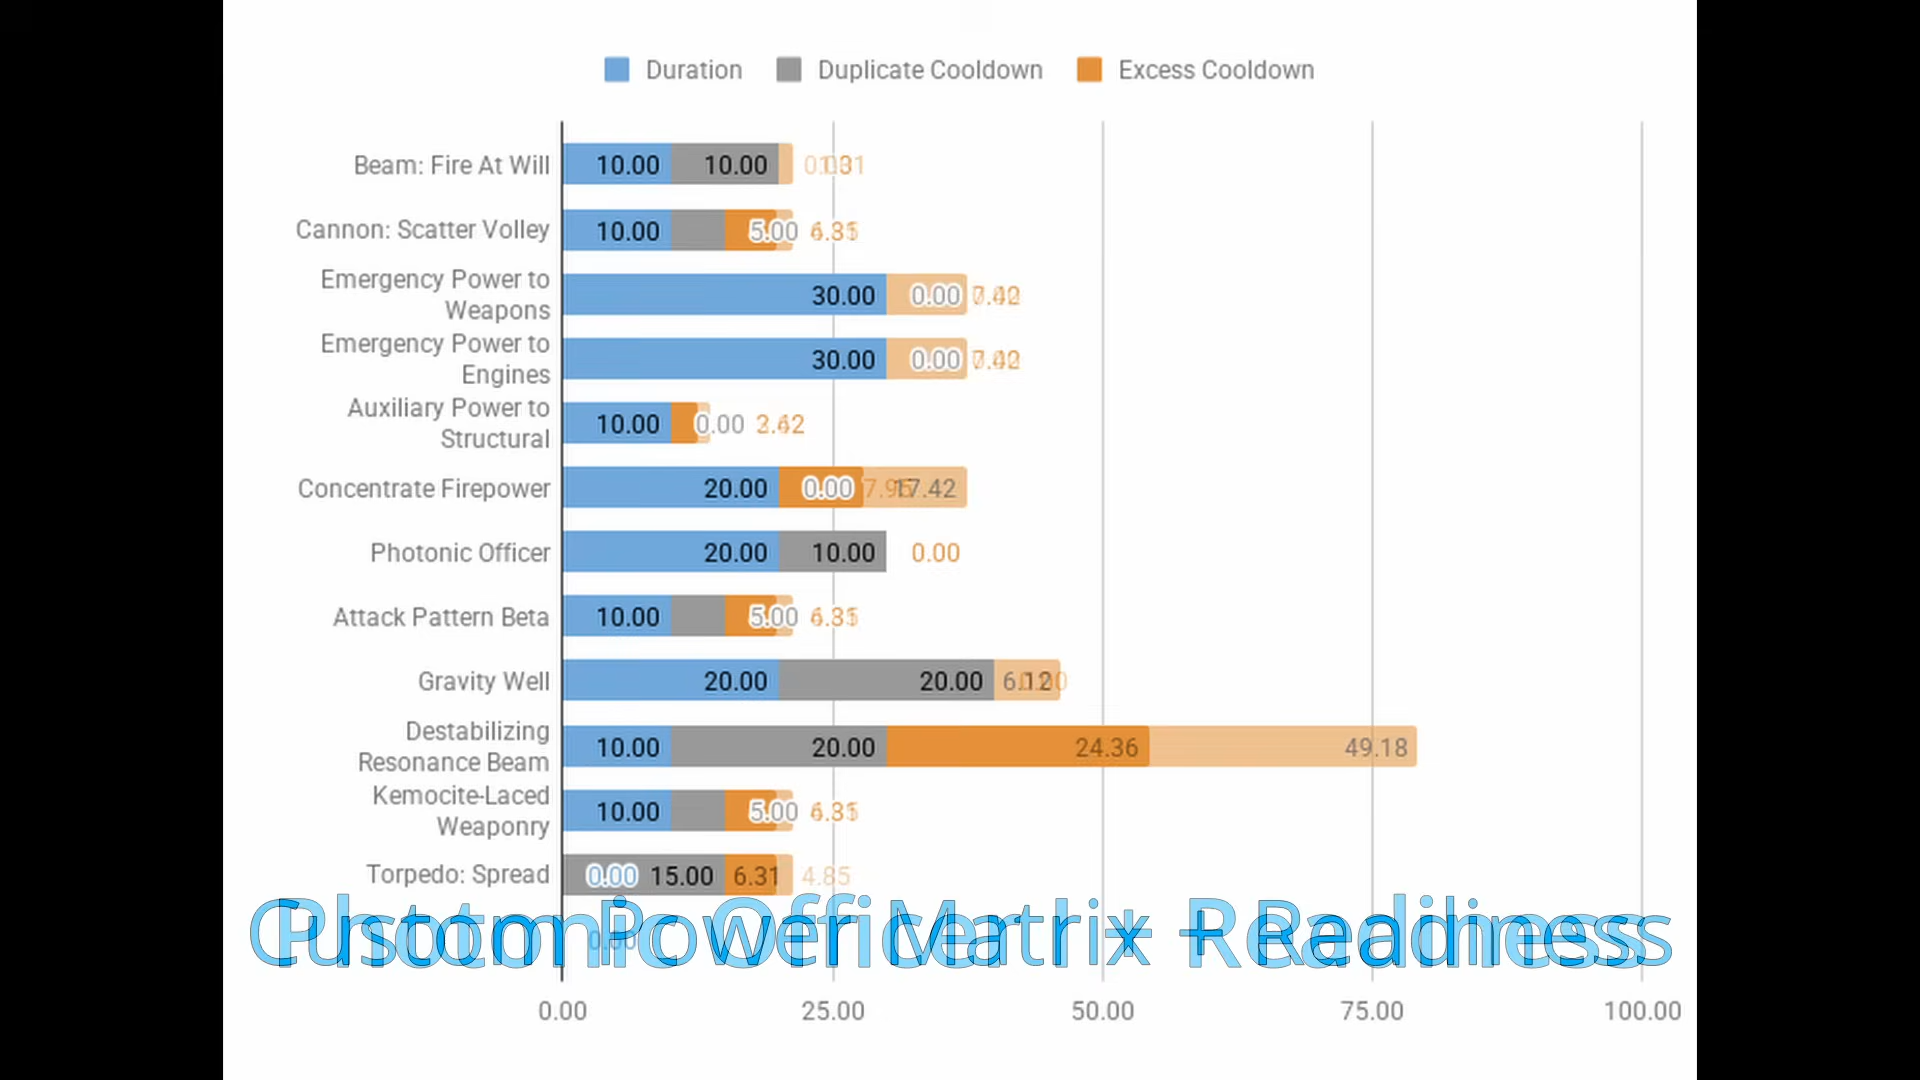 Duration Duplicate Cooldown Excess Cooldown
Beam: Fire At Will 10.00 10.00
Cannon: Scatter Volley 10.00 5.00
Emergency Power to
Weapons 30.00 0.00
Emergency Power to
Engines 30.00 0.00
Auxiliary Power to
Structural 10.00 0.00
Concentrate Firepower 20.00 0.00 7.95 17.42
Photonic Officer 20.00 10.00 0.00
Attack Pattern Beta 10.00 5.00
Gravity Well 20.00 20.00 6.12
Destabilizing
Resonance Beam 10.00 20.00 24.36 49.18
Kemocite-Laced
Weaponry 10.00 5.00
Torpedo: Spread 0.00 15.00 6.31 4.85
0.00 25.00 50.00 75.00 100.00